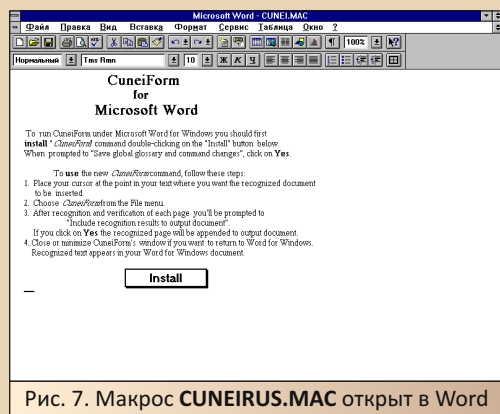 Microsoft Word - CUNEI.MAC
Файл Правка Вид Вставка Формат Сервис Таблица Окно ?
100%
Нормальный Tms Rmn 10 Ж К Ч
CuneiForm
for
Microsoft Word
To run CuneiForm under Microsoft Word for Windows you should first
install "CuneiForm" command double-clicking on the "Install" button below.
When prompted to "Save global glossary and command changes", click on Yes.
To use the new CuneiForm command, follow these steps:
1. Place your cursor at the point in your text where you want the recognized document
to be inserted.
2. Choose CuneiForm from the File menu.
3. After recognition and verification of each page you'll be prompted to
"Include recognition results to output document".
If you click on Yes the recognized page will be appended to output document.
4. Close or minimize CuneiForm's window if you want to return to Word for Windows.
Recognized text appears in your Word for Windows document.
Install
Рис. 7. Макрос CUNEIRUS.MAC открыт в Word